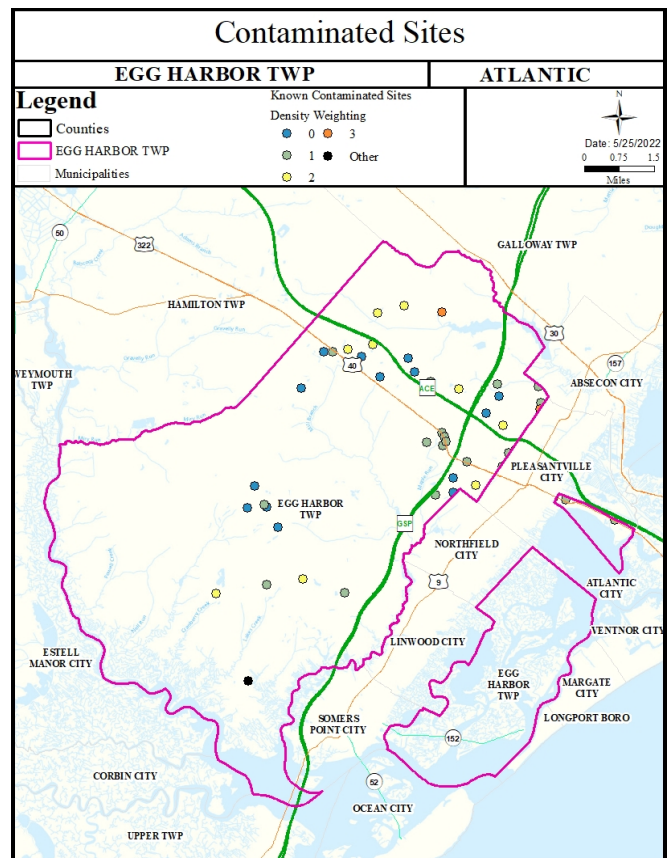 Contaminated Sites
EGG HARBOR TWP
ATLANTIC
Legend
Counties
EGG HARBOR TWP
Municipalities
Known Contaminated Sites
Density Weighting
0
3
1
Other
2
N
Date: 5/25/2022
0 0.75 1.5
Miles
50
322
GALLOWAY TWP
HAMILTON TWP
30
157
WEYMOUTH
TWP
40
ABSECON CITY
ACE
PLEASANTVILLE
CITY
EGG HARBOR
TWP
GSP
NORTHFIELD
CITY
9
ATLANTIC
CITY
VENTNOR CITY
LINWOOD CITY
ESTELL
MANOR CITY
EGG
HARBOR
TWP
MARGATE
CITY
LONGPORT BORO
SOMERS
POINT CITY
152
CORBIN CITY
52
OCEAN CITY
UPPER TWP